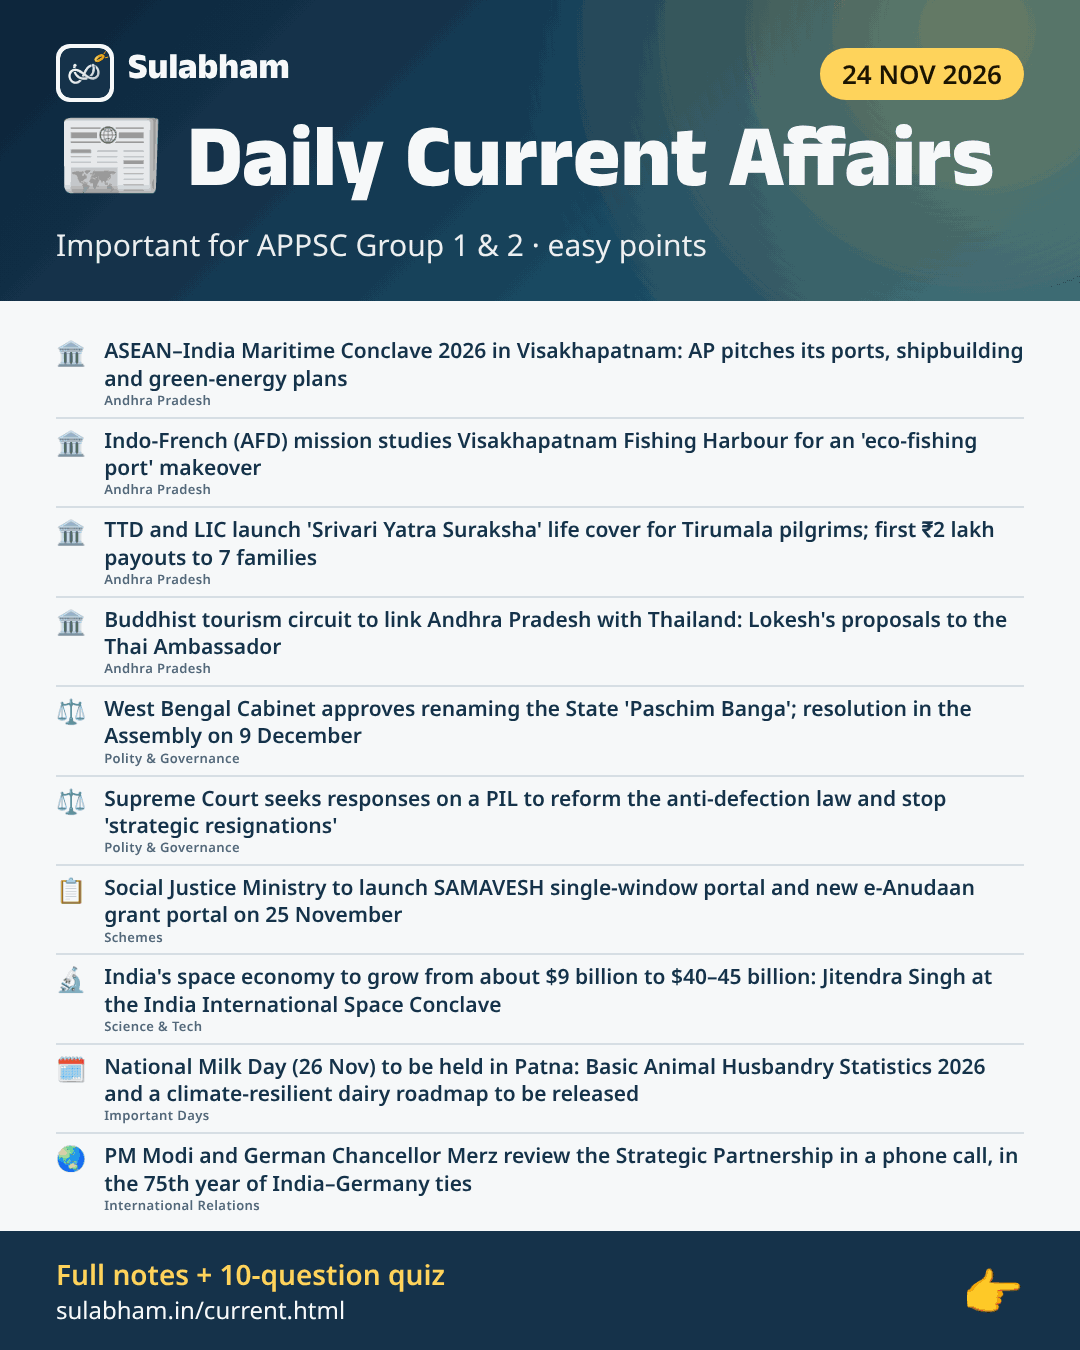 Sulabham
24 NOV 2026
Daily Current Affairs
Important for APPSC Group 1 & 2 · easy points
ASEAN–India Maritime Conclave 2026 in Visakhapatnam: AP pitches its ports, shipbuilding
and green-energy plans
Andhra Pradesh
Indo-French (AFD) mission studies Visakhapatnam Fishing Harbour for an 'eco-fishing
port' makeover
Andhra Pradesh
TTD and LIC launch 'Srivari Yatra Suraksha' life cover for Tirumala pilgrims; first ₹2 lakh
payouts to 7 families
Andhra Pradesh
Buddhist tourism circuit to link Andhra Pradesh with Thailand: Lokesh's proposals to the
Thai Ambassador
Andhra Pradesh
West Bengal Cabinet approves renaming the State 'Paschim Banga'; resolution in the
Assembly on 9 December
Polity & Governance
Supreme Court seeks responses on a PIL to reform the anti-defection law and stop
'strategic resignations'
Polity & Governance
Social Justice Ministry to launch SAMAVESH single-window portal and new e-Anudaan
grant portal on 25 November
Schemes
India's space economy to grow from about $9 billion to $40–45 billion: Jitendra Singh at
the India International Space Conclave
Science & Tech
National Milk Day (26 Nov) to be held in Patna: Basic Animal Husbandry Statistics 2026
and a climate-resilient dairy roadmap to be released
Important Days
PM Modi and German Chancellor Merz review the Strategic Partnership in a phone call, in
the 75th year of India–Germany ties
International Relations
Full notes + 10-question quiz
sulabham.in/current.html